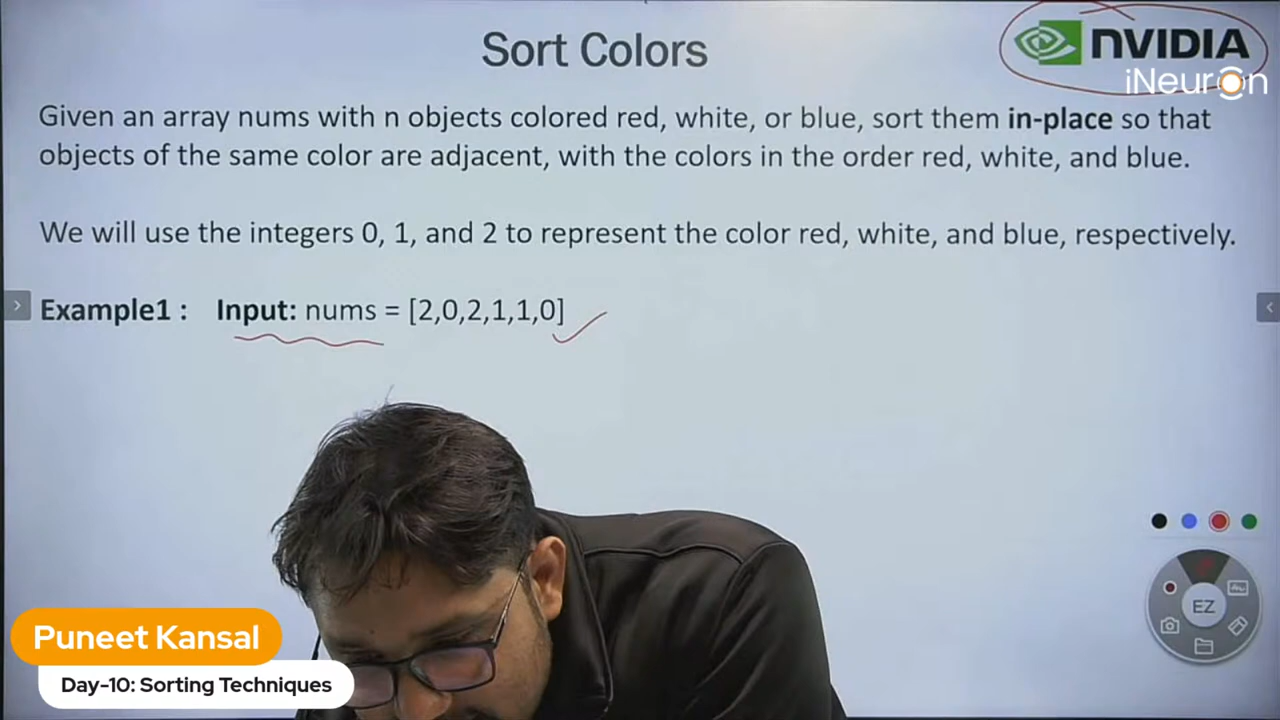 Sort Colors
NVIDIA
iNeuron
Given an array nums with n objects colored red, white, or blue, sort them in-place so that
objects of the same color are adjacent, with the colors in the order red, white, and blue.
We will use the integers 0, 1, and 2 to represent the color red, white, and blue, respectively.
Example1 : Input: nums = [2,0,2,1,1,0]
EZ
Puneet Kansal
Day-10: Sorting Techniques